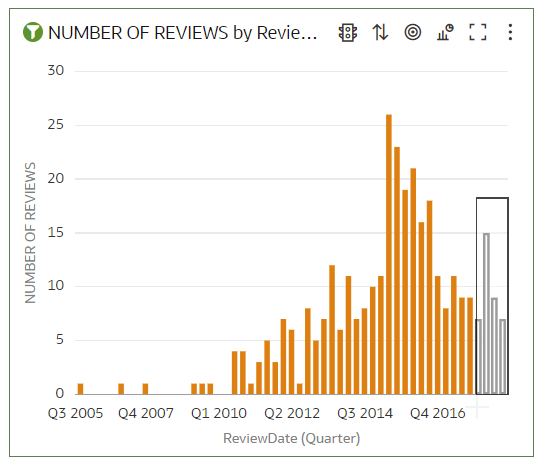 NUMBER OF REVIEWS by Revie...
NUMBER OF REVIEWS
30
25
20
15
10
5
0
Q3 2005 Q4 2007 Q1 2010 Q2 2012 Q3 2014 Q4 2016
ReviewDate (Quarter)